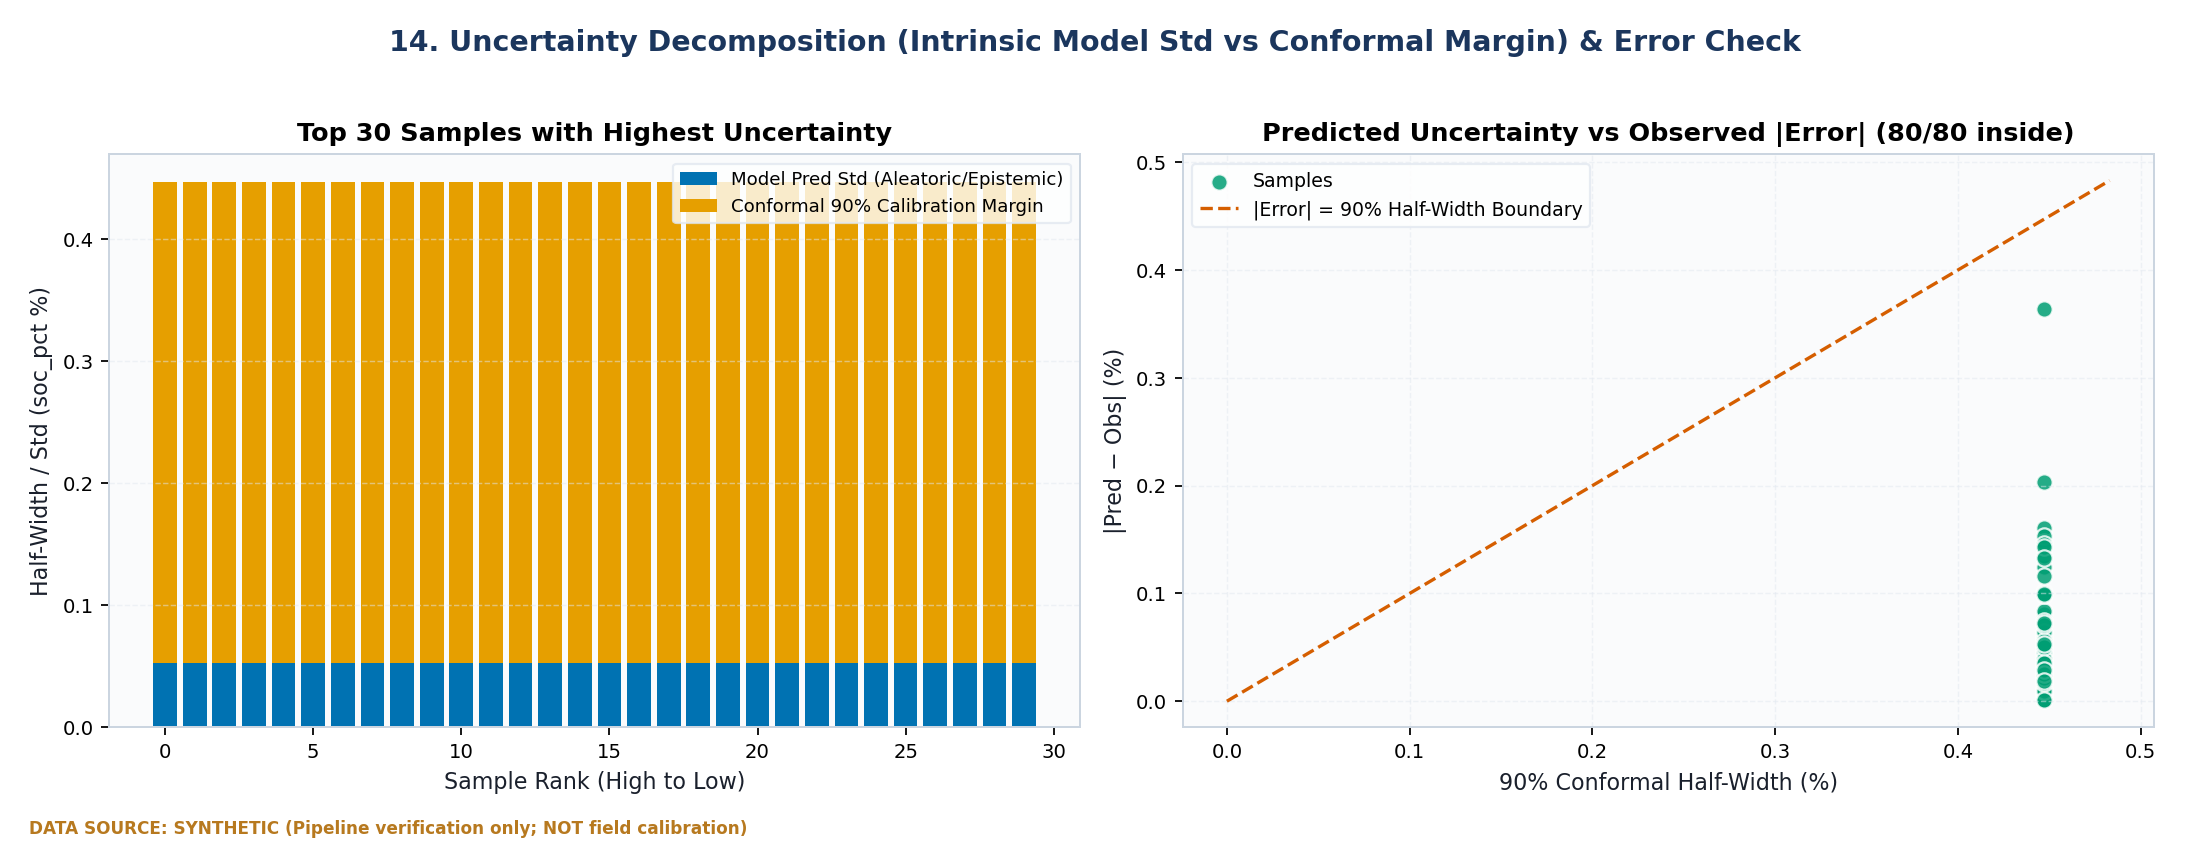 14. Uncertainty Decomposition (Intrinsic Model Std vs Conformal Margin) & Error Check
Top 30 Samples with Highest Uncertainty
Model Pred Std (Aleatoric/Epistemic)
Conformal 90% Calibration Margin
Half-Width / Std (soc_pct %)
0.4
0.3
0.2
0.1
0.0
0 5 10 15 20 25 30
Sample Rank (High to Low)
Predicted Uncertainty vs Observed |Error| (80/80 inside)
Samples
|Error| = 90% Half-Width Boundary
|Pred − Obs| (%)
0.5
0.4
0.3
0.2
0.1
0.0
0.0 0.1 0.2 0.3 0.4 0.5
90% Conformal Half-Width (%)
DATA SOURCE: SYNTHETIC (Pipeline verification only; NOT field calibration)